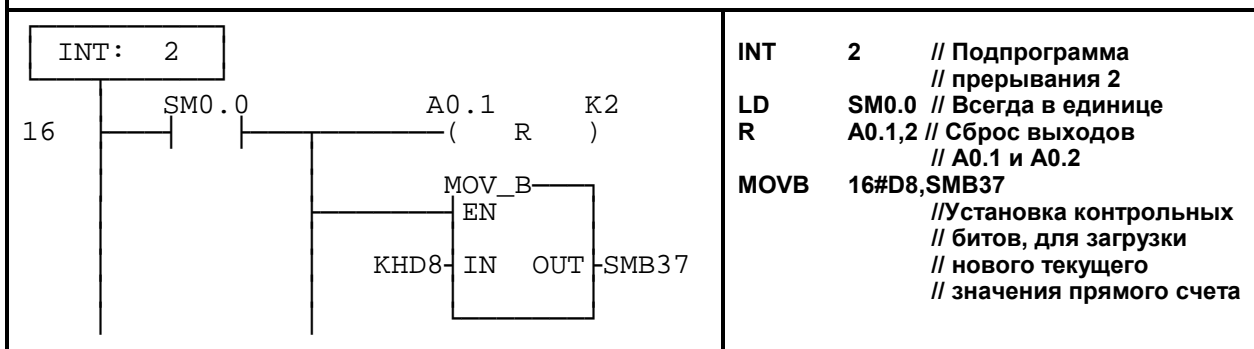 INT: 2
16
SM0.0
A0.1 K2
( R )
MOV_B
EN
KHD8 IN OUT SMB37
INT 2 // Подпрограмма
// прерывания 2
LD SM0.0 // Всегда в единице
R A0.1,2 // Сброс выходов
// A0.1 и A0.2
MOVB 16#D8,SMB37
//Установка контрольных
// битов, для загрузки
// нового текущего
// значения прямого счета